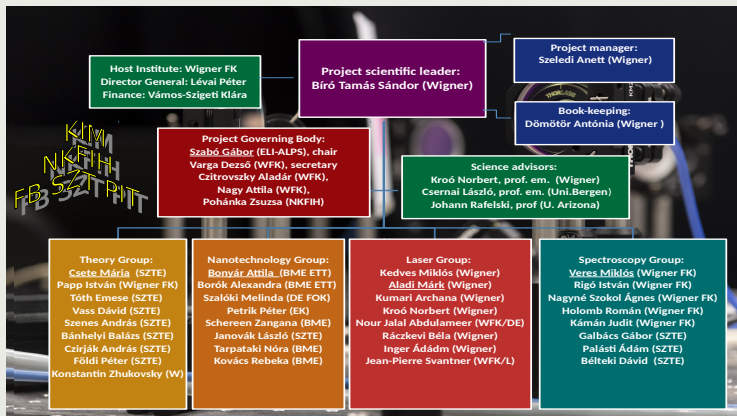 Host Institute: Wigner FK
Director General: Lévai Péter
Finance: Vámos-Szigeti Klára
Project scientific leader:
Bíró Tamás Sándor (Wigner)
Project manager:
Szeledi Anett (Wigner)
Book-keeping:
Dömötör Antónia (Wigner )
KIM
NKFIH
FB SZT PIT
Project Governing Body:
Szabó Gábor (ELI-ALPS), chair
Varga Dezső (WFK), secretary
Czitrovszky Aladár (WFK),
Nagy Attila (WFK),
Pohánka Zsuzsa (NKFIH)
Science advisors:
Kroó Norbert, prof. em. (Wigner)
Csernai László, prof. em. (Uni.Bergen)
Johann Rafelski, prof (U. Arizona)
THORLABS
Theory Group:
Csete Mária (SZTE)
Papp István (Wigner FK)
Tóth Emese (SZTE)
Vass Dávid (SZTE)
Szenes András (SZTE)
Bánhelyi Balázs (SZTE)
Czirják András (SZTE)
Földi Péter (SZTE)
Konstantin Zhukovsky (W)
Nanotechnology Group:
Bonyár Attila (BME ETT)
Borók Alexandra (BME ETT)
Szalóki Melinda (DE FOK)
Petrik Péter (EK)
Schereen Zangana (BME)
Janovák László (SZTE)
Tarpataki Nóra (BME)
Kovács Rebeka (BME)
Laser Group:
Kedves Miklós (Wigner)
Aladi Márk (Wigner)
Kumari Archana (Wigner)
Kroó Norbert (Wigner)
Nour Jalal Abdulameer (WFK/DE)
Ráczkevi Béla (Wigner)
Inger Ádádm (Wigner)
Jean-Pierre Svantner (WFK/L)
Spectroscopy Group:
Veres Miklós (Wigner FK)
Rigó István (Wigner FK)
Nagyné Szokol Ágnes (Wigner FK)
Holomb Román (Wigner FK)
Kámán Judit (Wigner FK)
Galbács Gábor (SZTE)
Palásti Ádám (SZTE)
Bélteki Dávid (SZTE)